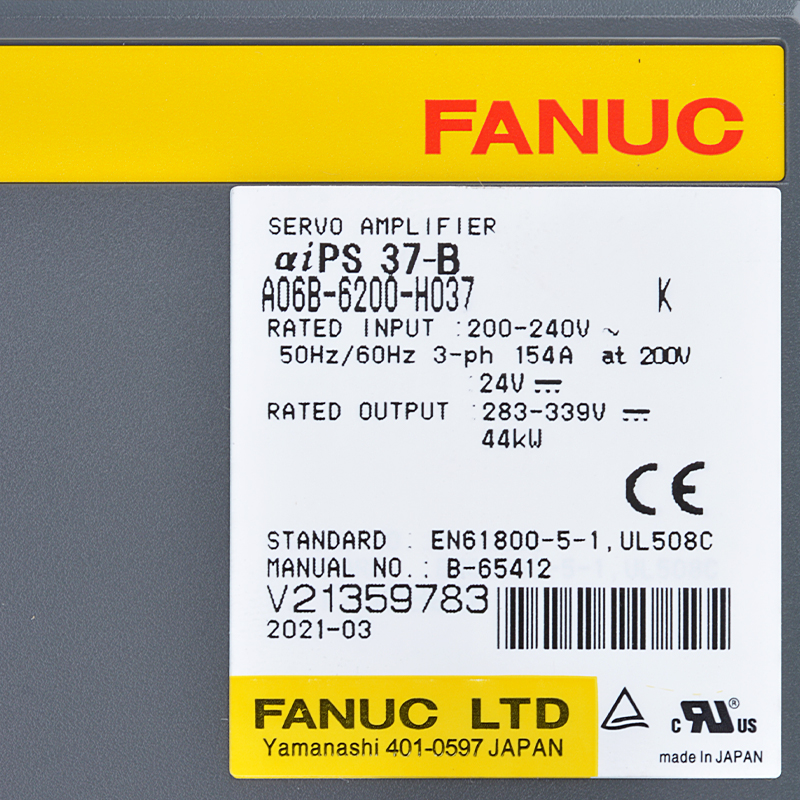 FANUC
SERVO AMPLIFIER
αiPS 37-B
A06B-6200-H037 K
RATED INPUT :200-240V ~
50Hz/60Hz 3-ph 154A at 200V
:24V ⎓
RATED OUTPUT :283-339V ⎓
44kW
CE
STANDARD : EN61800-5-1,UL508C
MANUAL NO.: B-65412
V21359783
2021-03
FANUC LTD
Yamanashi 401-0597 JAPAN
c RU® US
made In JAPAN